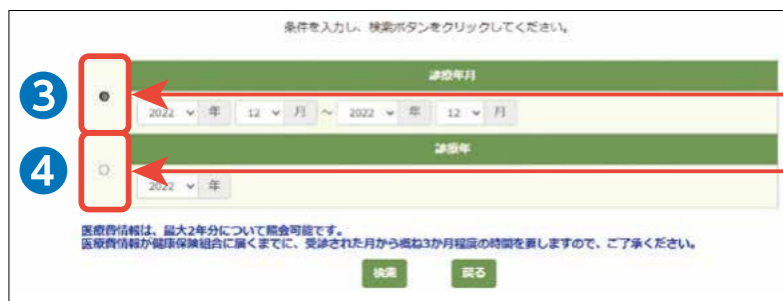 条件を入力し、検索ボタンをクリックしてください。
診療年月
3
2022 年 12 月 ～ 2022 年 12 月
診療年
4
2022 年
医療費情報は、最大2年分について照会可能です。
医療費情報が健康保険組合に届くまでに、受診された月から概ね3か月程度の時間を要しますので、ご了承ください。
検索 戻る